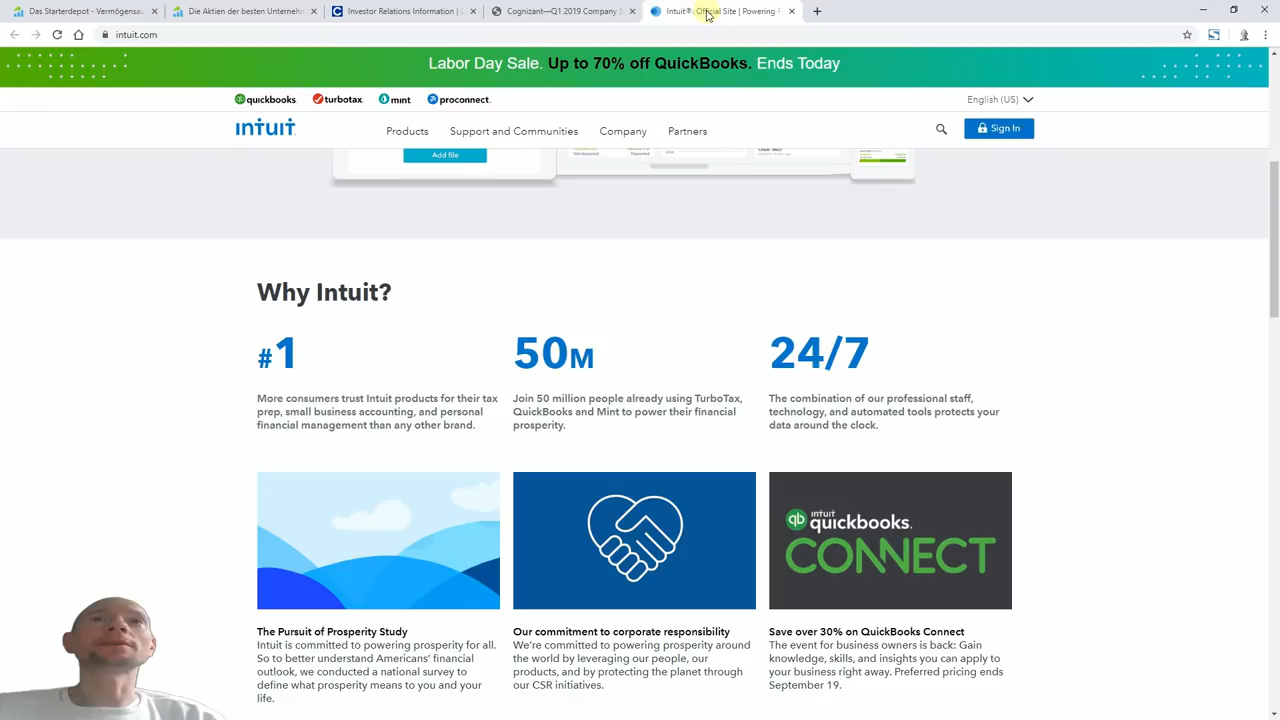 Das Starterdepot - Vermögensau
Die Aktien der besten Unternehm
Investor Relations Information | C
Cognizant—Q1 2019 Company S
Intuit®: Official Site | Powering P
intuit.com
Labor Day Sale. Up to 70% off QuickBooks. Ends Today
quickbooks. turbotax mint proconnect.
English (US)
intuit
Products Support and Communities Company Partners
Sign In
Add file
Why Intuit?
#1
More consumers trust Intuit products for their tax
prep, small business accounting, and personal
financial management than any other brand.
50M
Join 50 million people already using TurboTax,
QuickBooks and Mint to power their financial
prosperity.
24/7
The combination of our professional staff,
technology, and automated tools protects your
data around the clock.
intuit
qb quickbooks.
CONNECT
The Pursuit of Prosperity Study
Intuit is committed to powering prosperity for all.
So to better understand Americans’ financial
outlook, we conducted a national survey to
define what prosperity means to you and your
life.
Our commitment to corporate responsibility
We’re committed to powering prosperity around
the world by leveraging our people, our
products, and by protecting the planet through
our CSR initiatives.
Save over 30% on QuickBooks Connect
The event for business owners is back: Gain
knowledge, skills, and insights you can apply to
your business right away. Preferred pricing ends
September 19.